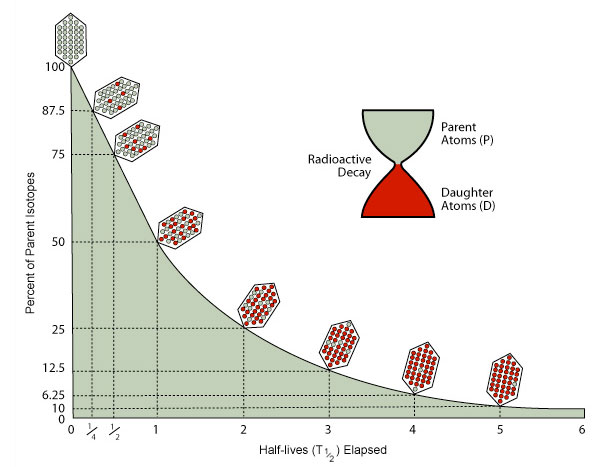 100
87.5
75
50
25
12.5
6.25
10
0
Percent of Parent Isotopes
Parent
Atoms (P)
Radioactive
Decay
Daughter
Atoms (D)
0 1/4 1/2 1 2 3 4 5 6
Half-lives (T1/2) Elapsed